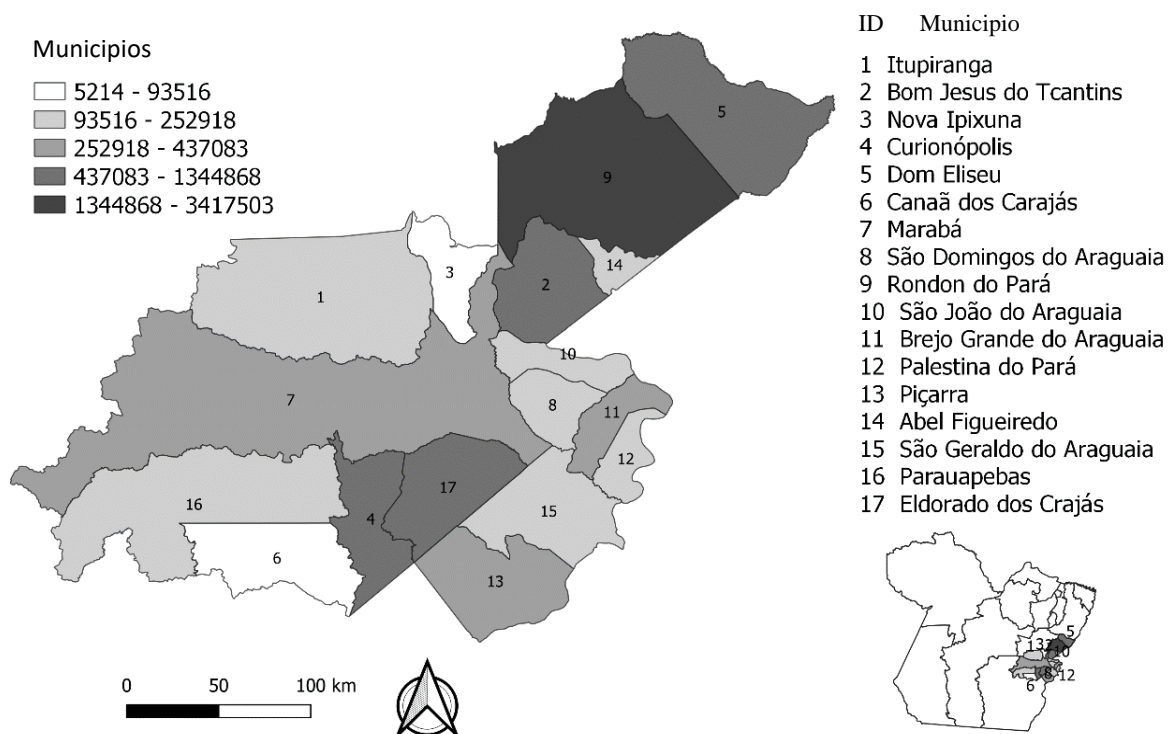 Municipios
5214 - 93516
93516 - 252918
252918 - 437083
437083 - 1344868
1344868 - 3417503
ID Municipio
1 Itupiranga
2 Bom Jesus do Tcantins
3 Nova Ipixuna
4 Curionópolis
5 Dom Eliseu
6 Canaã dos Carajás
7 Marabá
8 São Domingos do Araguaia
9 Rondon do Pará
10 São João do Araguaia
11 Brejo Grande do Araguaia
12 Palestina do Pará
13 Piçarra
14 Abel Figueiredo
15 São Geraldo do Araguaia
16 Parauapebas
17 Eldorado dos Crajás
5
9
14
3
2
1
10
7
8
11
12
17
16
4
15
6
13
0 50 100 km
5
10
8
12
6